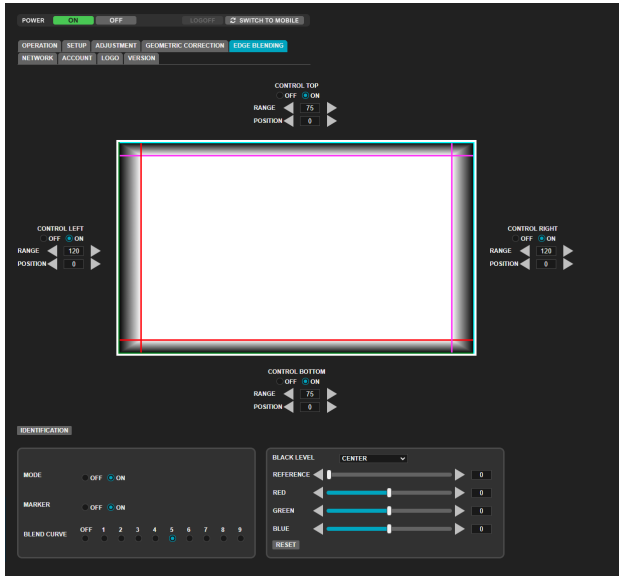 POWER ON OFF LOGOFF SWITCH TO MOBILE
OPERATION SETUP ADJUSTMENT GEOMETRIC CORRECTION EDGE BLENDING
NETWORK ACCOUNT LOGO VERSION
CONTROL TOP
OFF ON
RANGE 75
POSITION 0
CONTROL LEFT
OFF ON
RANGE 120
POSITION 0
CONTROL RIGHT
OFF ON
RANGE 120
POSITION 0
CONTROL BOTTOM
OFF ON
RANGE 75
POSITION 0
IDENTIFICATION
MODE OFF ON
MARKER OFF ON
BLEND CURVE OFF 1 2 3 4 5 6 7 8 9
BLACK LEVEL CENTER
REFERENCE 0
RED 0
GREEN 0
BLUE 0
RESET